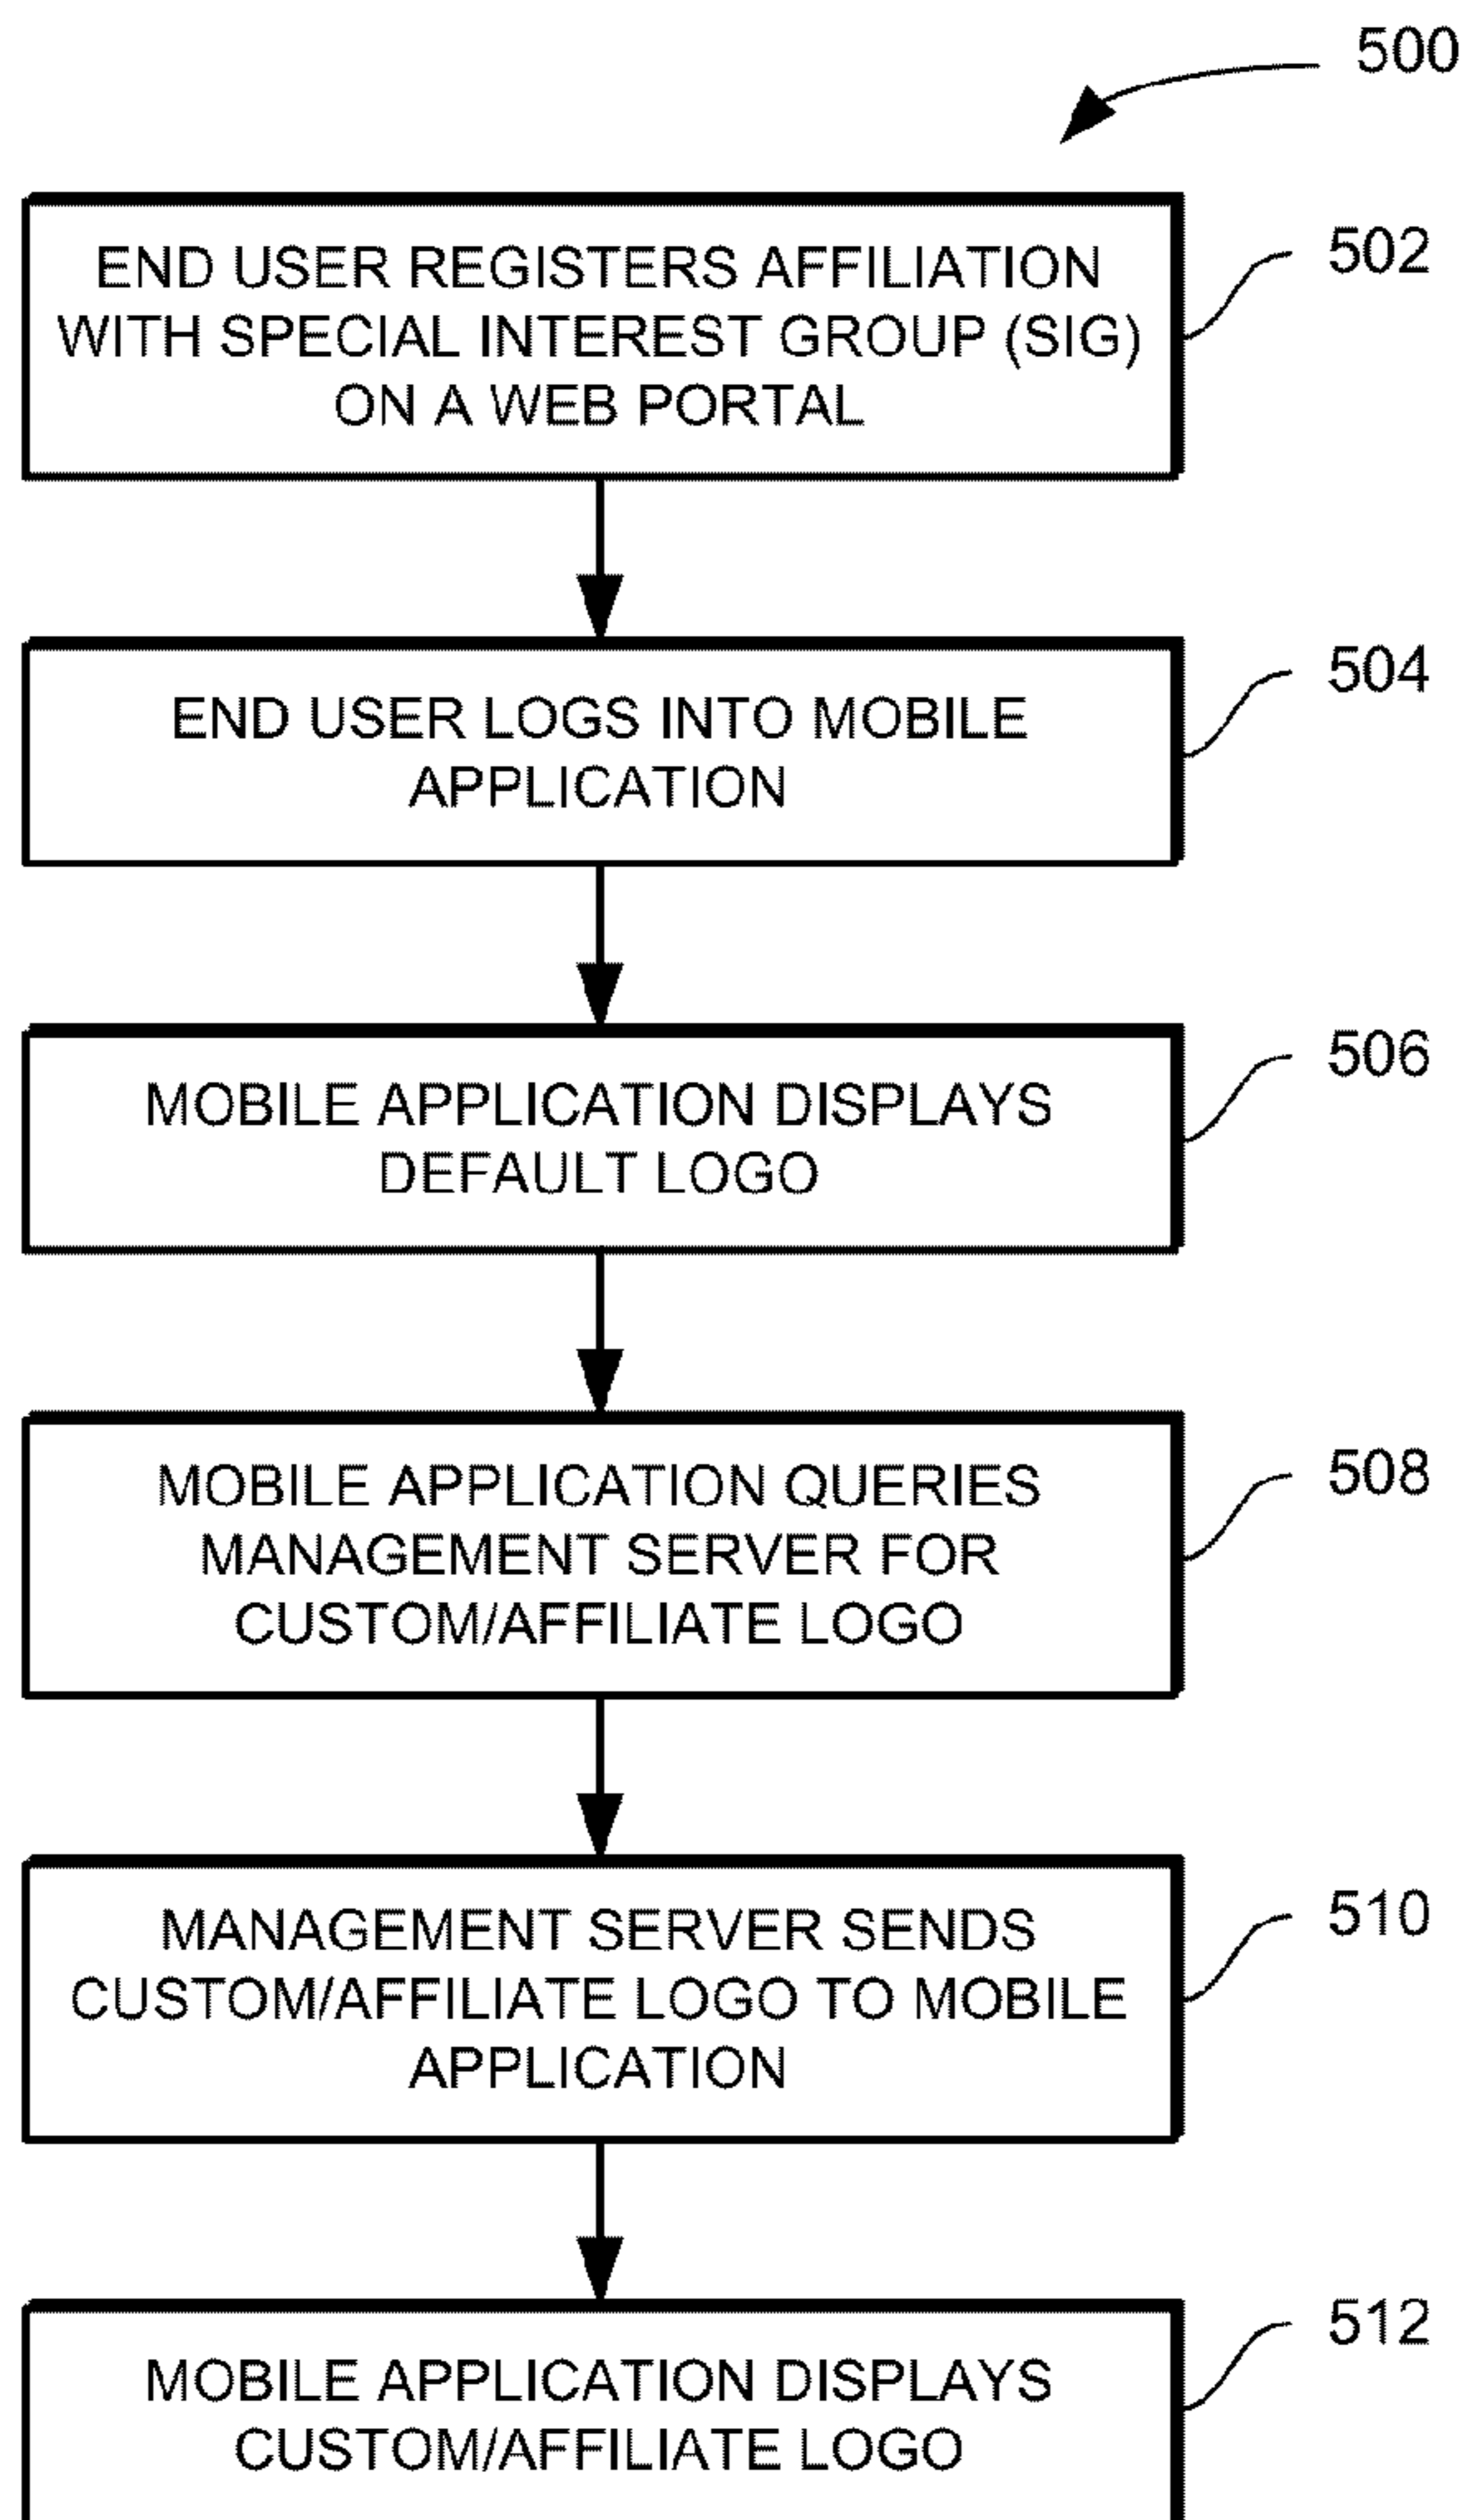 500
END USER REGISTERS AFFILIATION
WITH SPECIAL INTEREST GROUP (SIG)
ON A WEB PORTAL
502
END USER LOGS INTO MOBILE
APPLICATION
504
MOBILE APPLICATION DISPLAYS
DEFAULT LOGO
506
MOBILE APPLICATION QUERIES
MANAGEMENT SERVER FOR
CUSTOM/AFFILIATE LOGO
508
MANAGEMENT SERVER SENDS
CUSTOM/AFFILIATE LOGO TO MOBILE
APPLICATION
510
MOBILE APPLICATION DISPLAYS
CUSTOM/AFFILIATE LOGO
512